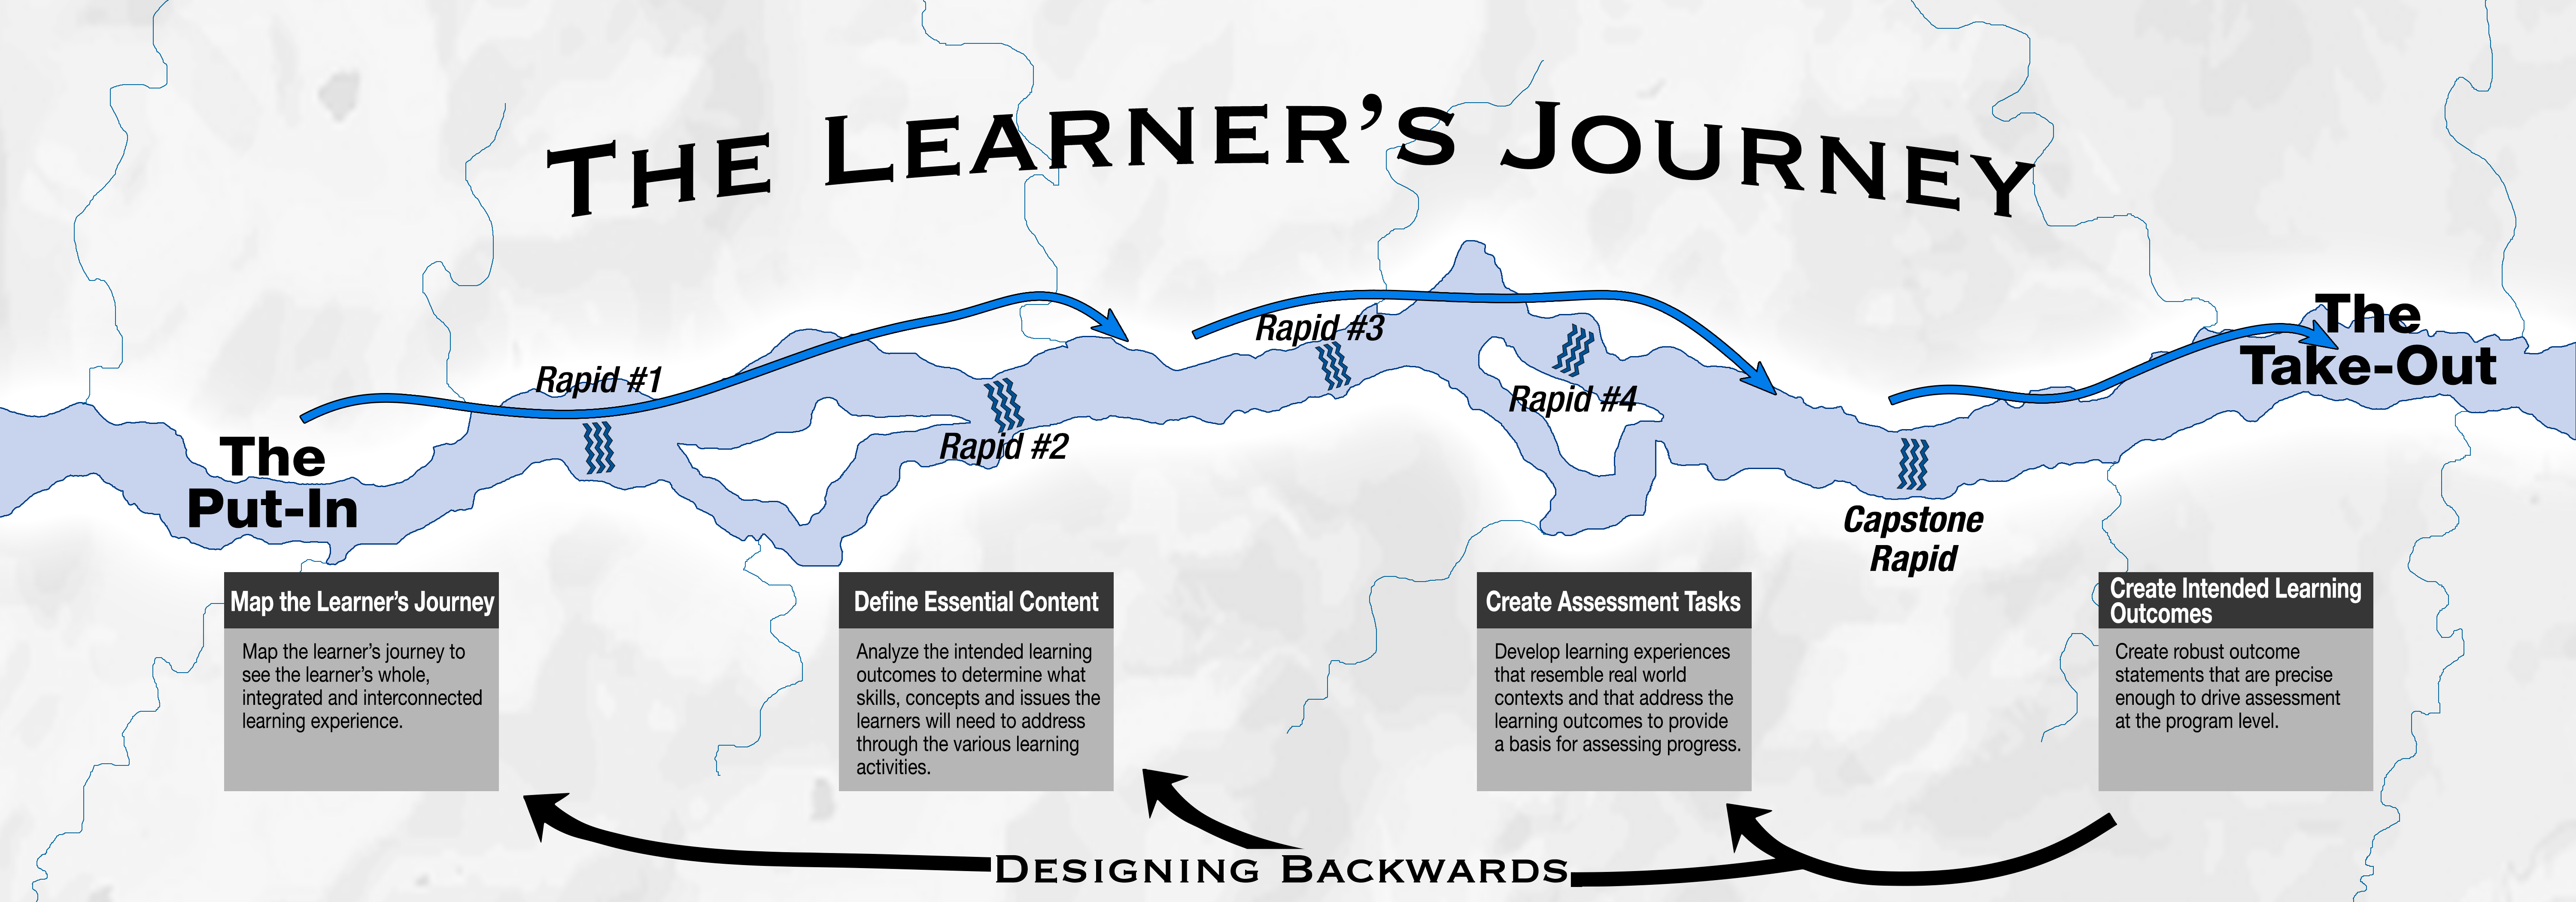 THE LEARNER'S JOURNEY
Rapid #1
Rapid #2
Rapid #3
Rapid #4
The
Take-Out
The
Put-In
Capstone
Rapid
Map the Learner's Journey
Map the learner's journey to
see the learner's whole,
integrated and interconnected
learning experience.
Define Essential Content
Analyze the intended learning
outcomes to determine what
skills, concepts and issues the
learners will need to address
through the various learning
activities.
Create Assessment Tasks
Develop learning experiences
that resemble real world
contexts and that address the
learning outcomes to provide
a basis for assessing progress.
Create Intended Learning
Outcomes
Create robust outcome
statements that are precise
enough to drive assessment
at the program level.
DESIGNING BACKWARDS